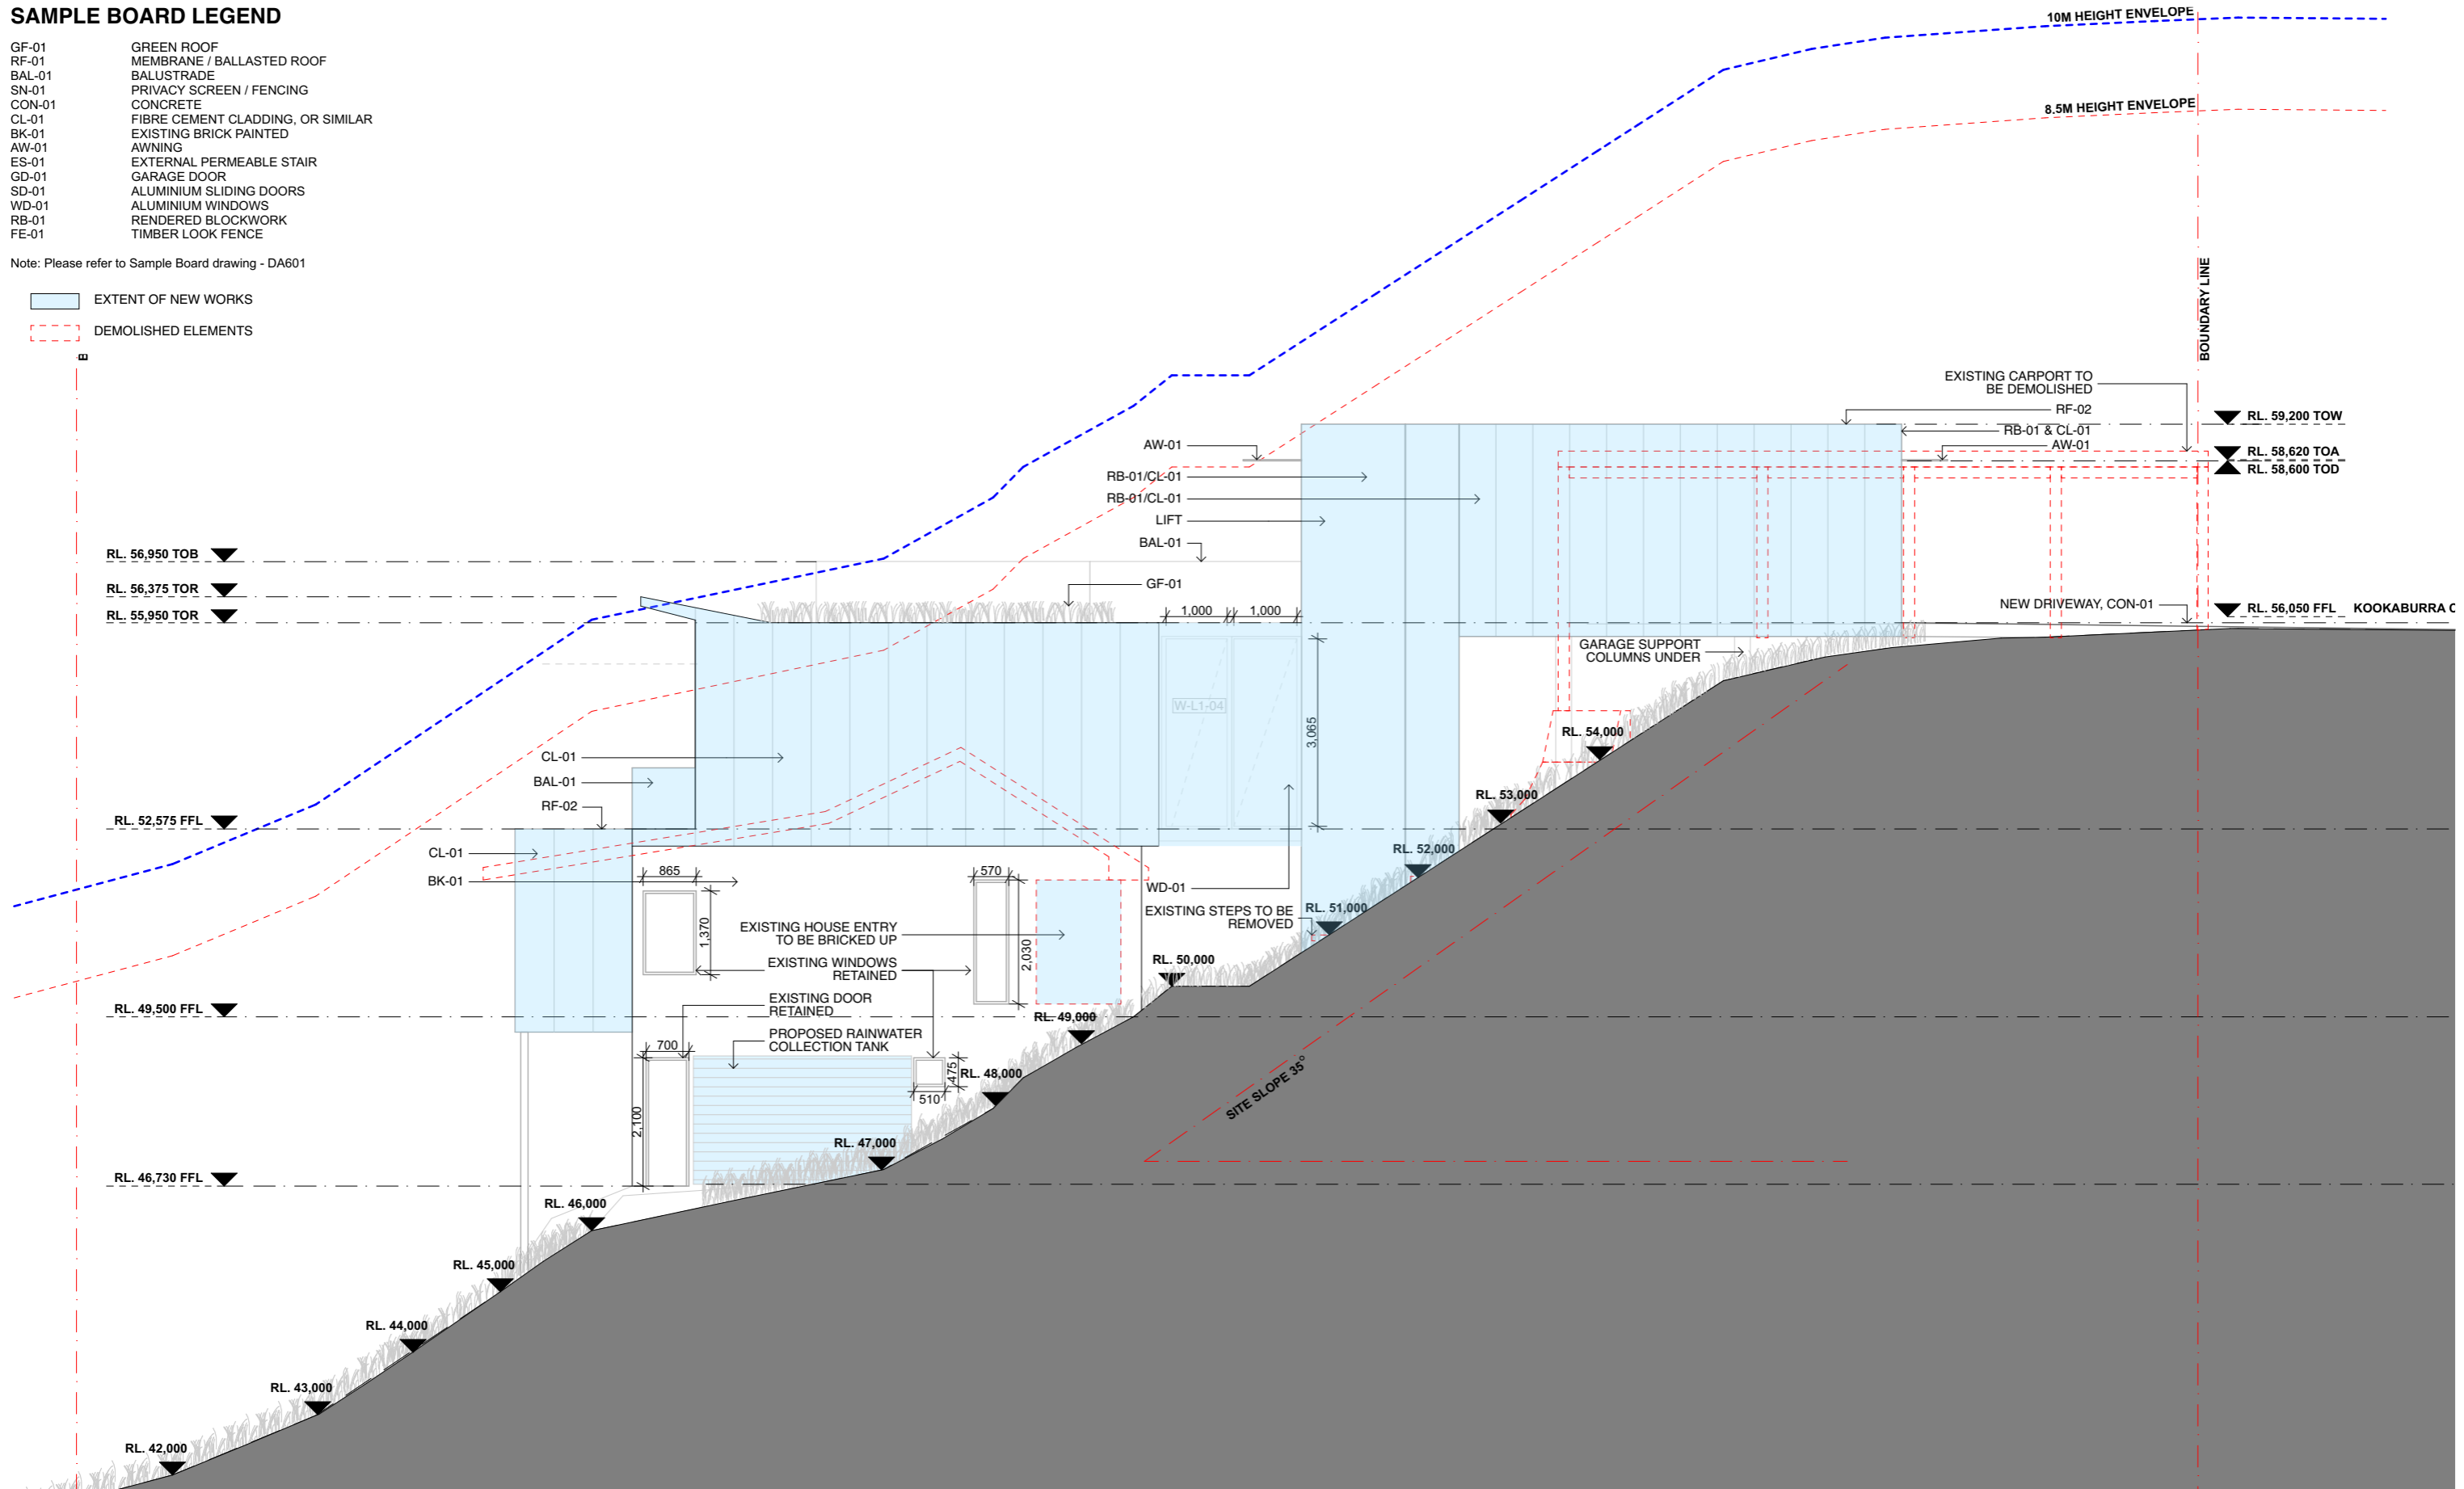 SAMPLE BOARD LEGEND
GF-01 GREEN ROOF
RF-01 MEMBRANE / BALLASTED ROOF
BAL-01 BALUSTRADE
SN-01 PRIVACY SCREEN / FENCING
CON-01 CONCRETE
CL-01 FIBRE CEMENT CLADDING, OR SIMILAR
BK-01 EXISTING BRICK PAINTED
AW-01 AWNING
ES-01 EXTERNAL PERMEABLE STAIR
GD-01 GARAGE DOOR
SD-01 ALUMINIUM SLIDING DOORS
WD-01 ALUMINIUM WINDOWS
RB-01 RENDERED BLOCKWORK
FE-01 TIMBER LOOK FENCE
Note: Please refer to Sample Board drawing - DA601
EXTENT OF NEW WORKS
DEMOLISHED ELEMENTS
B
10M HEIGHT ENVELOPE
8.5M HEIGHT ENVELOPE
BOUNDARY LINE
EXISTING CARPORT TO
BE DEMOLISHED
RF-02
RB-01 & CL-01
AW-01
RL. 59,200 TOW
RL. 58,620 TOA
RL. 58,600 TOD
AW-01
RB-01/CL-01
RB-01/CL-01
LIFT
BAL-01
GF-01
1,000 1,000
RL. 56,950 TOB
RL. 56,375 TOR
RL. 55,950 TOR
NEW DRIVEWAY, CON-01
RL. 56,050 FFL KOOKABURRA C
GARAGE SUPPORT
COLUMNS UNDER
W-L1-04
3,065
CL-01
BAL-01
RF-02
RL. 54,000
RL. 53,000
RL. 52,575 FFL
CL-01
BK-01
865
570
1,370
2,030
RL. 52,000
WD-01
EXISTING STEPS TO BE
REMOVED
RL. 51,000
EXISTING HOUSE ENTRY
TO BE BRICKED UP
EXISTING WINDOWS
RETAINED
RL. 50,000
EXISTING DOOR
RETAINED
RL. 49,500 FFL
RL. 49,000
PROPOSED RAINWATER
COLLECTION TANK
700
475
510
2,100
RL. 48,000
SITE SLOPE 35°
RL. 47,000
RL. 46,730 FFL
RL. 46,000
RL. 45,000
RL. 44,000
RL. 43,000
RL. 42,000